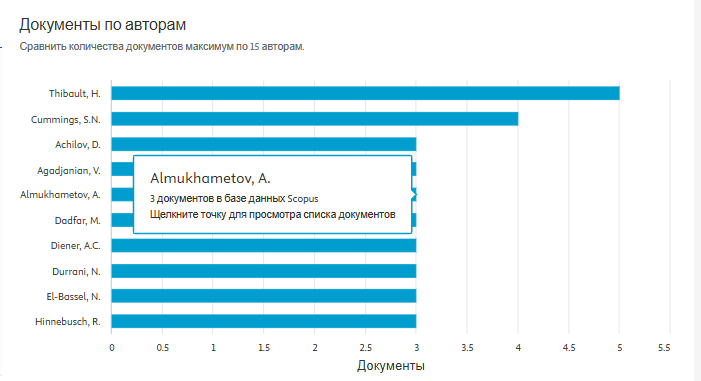 Документы по авторам
Сравнить количества документов максимум по 15 авторам.
Thibault, H.
Cummings, S.N.
Achilov, D.
Agadjanian, V.
Almukhametov, A.
Dadfar, M.
Diener, A.C.
Durrani, N.
El-Bassel, N.
Hinnebusch, R.
Almukhametov, A.
3 документов в базе данных Scopus
Щелкните точку для просмотра списка документов
0 0.5 1 1.5 2 2.5 3 3.5 4 4.5 5 5.5
Документы